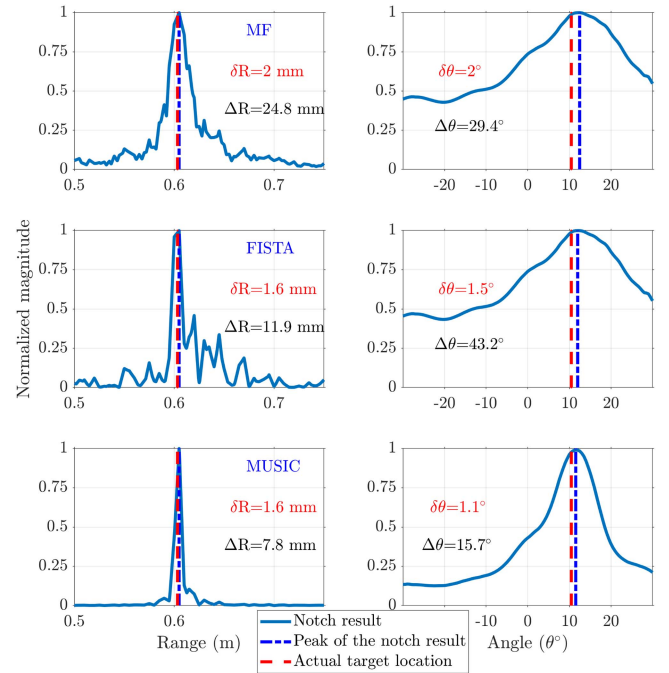 MF
δR=2 mm
ΔR=24.8 mm
1
0.75
0.5
0.25
0
0.5 0.6 0.7
δθ=2°
Δθ=29.4°
1
0.75
0.5
0.25
0
-20 -10 0 10 20
Normalized magnitude
FISTA
δR=1.6 mm
ΔR=11.9 mm
1
0.75
0.5
0.25
0
0.5 0.6 0.7
δθ=1.5°
Δθ=43.2°
1
0.75
0.5
0.25
0
-20 -10 0 10 20
MUSIC
δR=1.6 mm
ΔR=7.8 mm
1
0.75
0.5
0.25
0
0.5 0.6 0.7
Range (m)
δθ=1.1°
Δθ=15.7°
1
0.75
0.5
0.25
0
-20 -10 0 10 20
Angle (θ°)
Notch result
Peak of the notch result
Actual target location